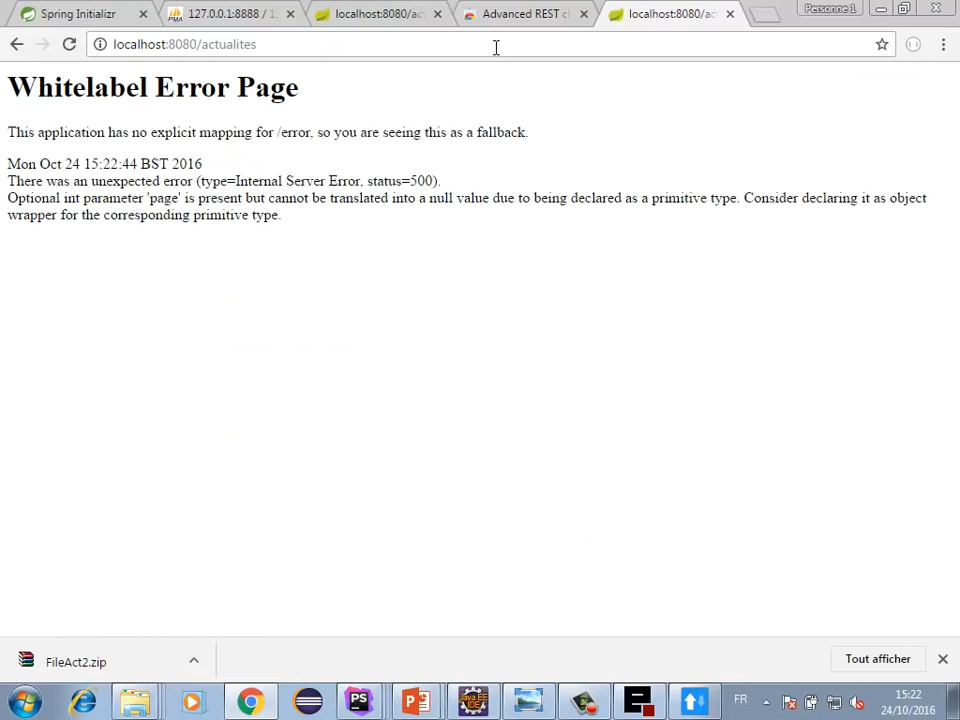 Spring Initializr
127.0.0.1:8888 / 1
localhost:8080/ac
Advanced REST c
localhost:8080/ac
Personne 1
localhost:8080/actualites
Whitelabel Error Page
This application has no explicit mapping for /error, so you are seeing this as a fallback.
Mon Oct 24 15:22:44 BST 2016
There was an unexpected error (type=Internal Server Error, status=500).
Optional int parameter 'page' is present but cannot be translated into a null value due to being declared as a primitive type. Consider declaring it as object
wrapper for the corresponding primitive type.
FileAct2.zip
Tout afficher
PS
Java EE
IDE
FR
15:22
24/10/2016